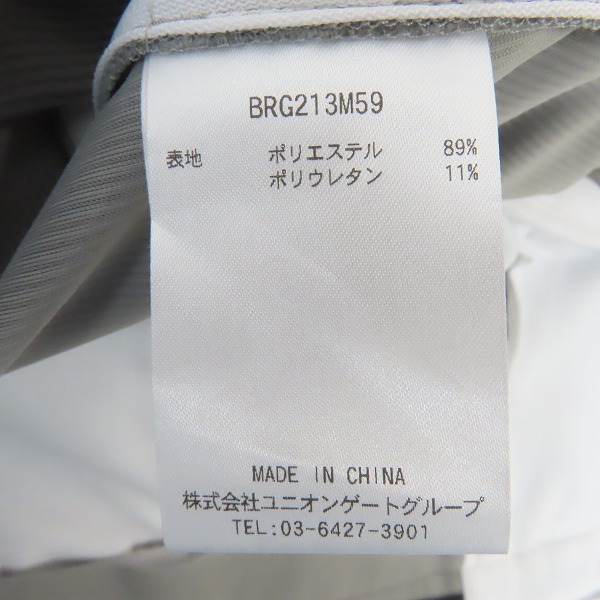 BRG213M59
表地 ポリエステル 89%
ポリウレタン 11%
MADE IN CHINA
株式会社ユニオンゲートグループ
TEL:03-6427-3901